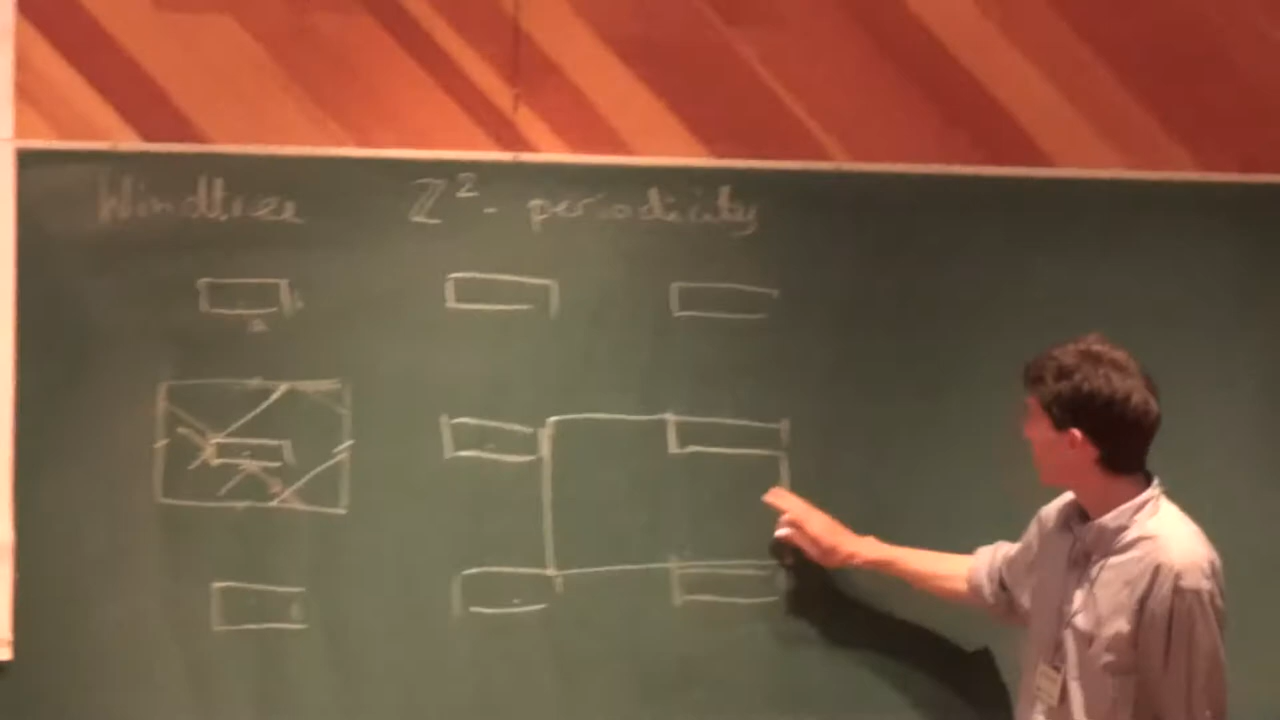 Windtree ℤ² - periodicity
a